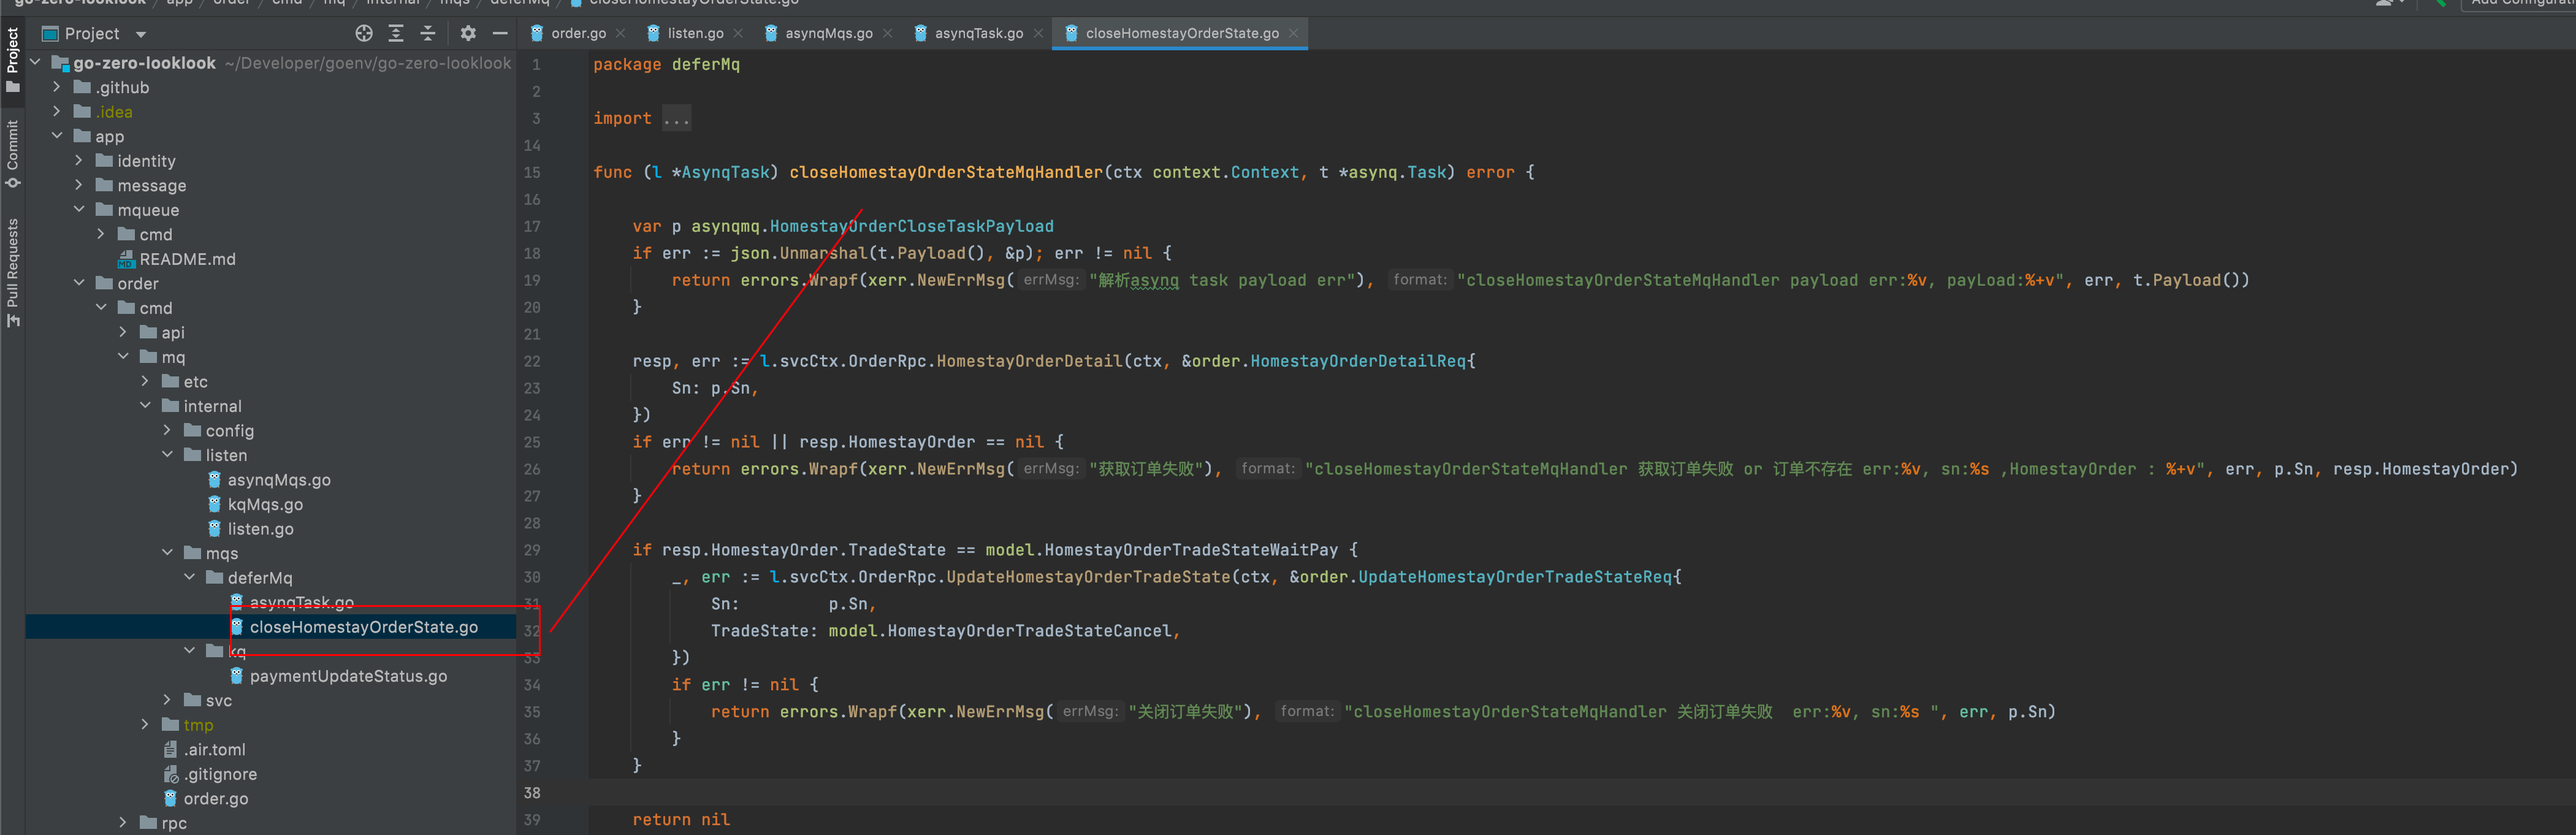 go-zero-looklook / app / order / cmd / mq / internal / mqs / deferMq / closeHomestayOrderState.go
Project
order.go
listen.go
asynqMqs.go
asynqTask.go
closeHomestayOrderState.go
Project
Commit
Pull Requests
go-zero-looklook ~/Developer/goenv/go-zero-looklook
.github
.idea
app
identity
message
mqueue
cmd
README.md
order
cmd
api
mq
etc
internal
config
listen
asynqMqs.go
kqMqs.go
listen.go
mqs
deferMq
asynqTask.go
closeHomestayOrderState.go
kq
paymentUpdateStatus.go
svc
tmp
.air.toml
.gitignore
order.go
rpc
1 package deferMq
2
3 import ...
14
15 func (l *AsynqTask) closeHomestayOrderStateMqHandler(ctx context.Context, t *asynq.Task) error {
16
17 var p asynqmq.HomestayOrderCloseTaskPayload
18 if err := json.Unmarshal(t.Payload(), &p); err != nil {
19 return errors.Wrapf(xerr.NewErrMsg( errMsg: "解析asynq task payload err"), format: "closeHomestayOrderStateMqHandler payload err:%v, payLoad:%+v", err, t.Payload())
20 }
21
22 resp, err := l.svcCtx.OrderRpc.HomestayOrderDetail(ctx, &order.HomestayOrderDetailReq{
23 Sn: p.Sn,
24 })
25 if err != nil || resp.HomestayOrder == nil {
26 return errors.Wrapf(xerr.NewErrMsg( errMsg: "获取订单失败"), format: "closeHomestayOrderStateMqHandler 获取订单失败 or 订单不存在 err:%v, sn:%s ,HomestayOrder : %+v", err, p.Sn, resp.HomestayOrder)
27 }
28
29 if resp.HomestayOrder.TradeState == model.HomestayOrderTradeStateWaitPay {
30 _, err := l.svcCtx.OrderRpc.UpdateHomestayOrderTradeState(ctx, &order.UpdateHomestayOrderTradeStateReq{
31 Sn: p.Sn,
32 TradeState: model.HomestayOrderTradeStateCancel,
33 })
34 if err != nil {
35 return errors.Wrapf(xerr.NewErrMsg( errMsg: "关闭订单失败"), format: "closeHomestayOrderStateMqHandler 关闭订单失败 err:%v, sn:%s ", err, p.Sn)
36 }
37 }
38
39 return nil